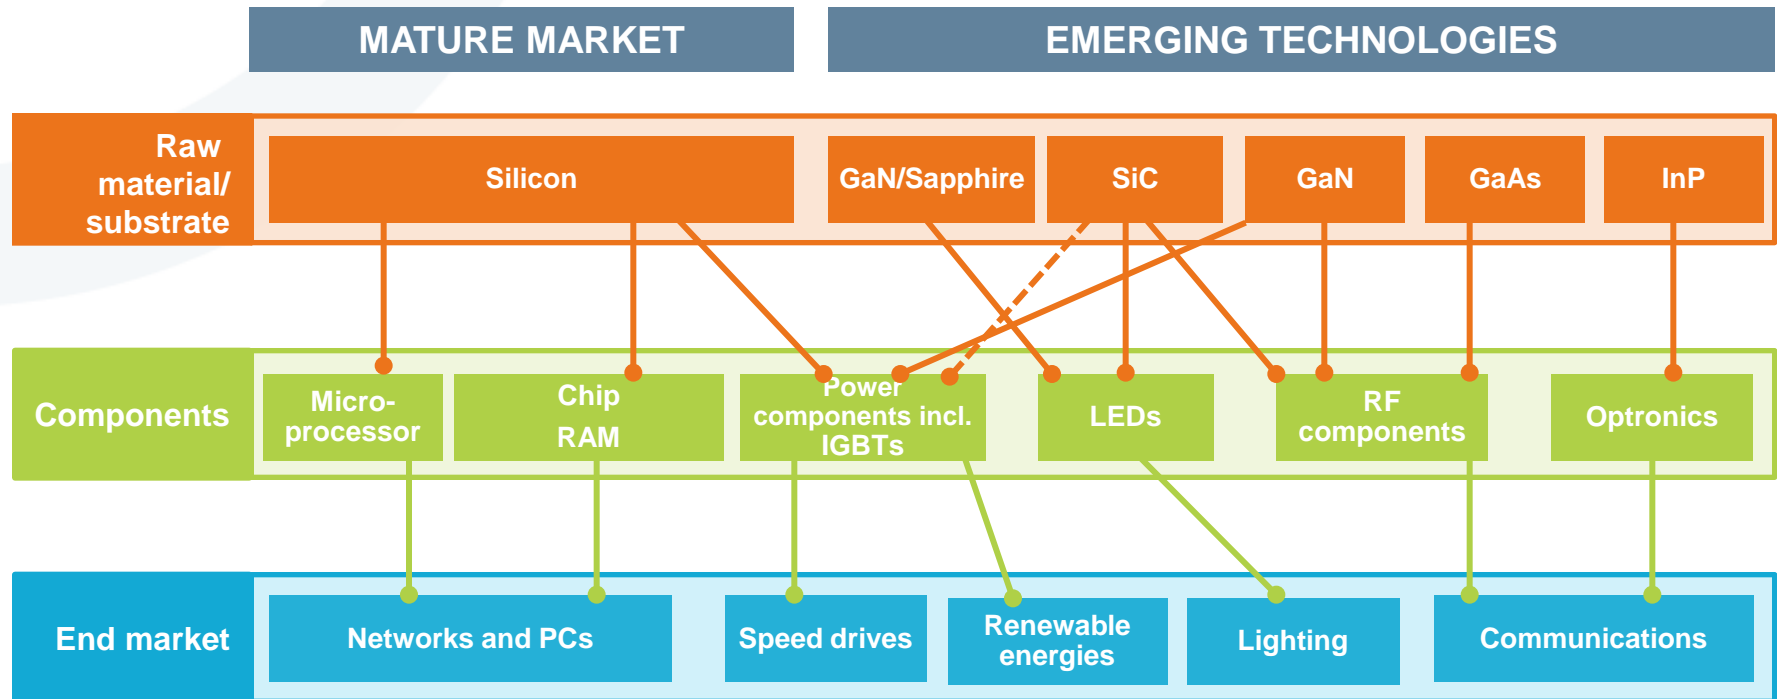 MATURE MARKET
EMERGING TECHNOLOGIES
Raw
material/
substrate
Silicon
GaN/Sapphire
SiC
GaN
GaAs
InP
Components
Micro-
processor
Chip
RAM
Power
components incl.
IGBTs
LEDs
RF
components
Optronics
End market
Networks and PCs
Speed drives
Renewable
energies
Lighting
Communications